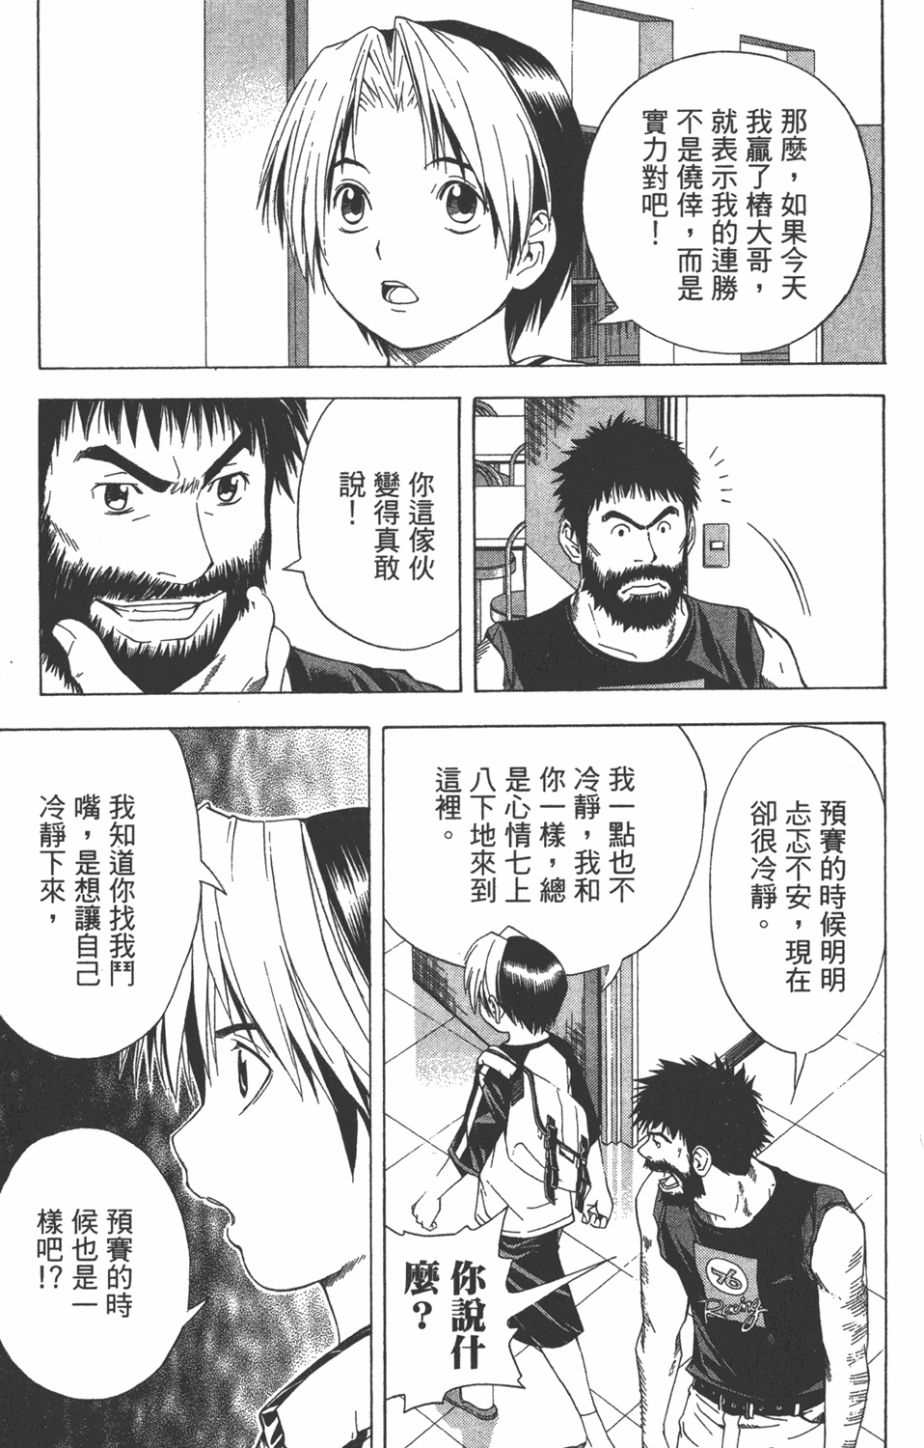 那麼，如果今天
我贏了樁大哥，
就表示我的連勝
不是僥倖，而是
實力對吧！
你這傢伙
變得真敢
說！
預賽的時候明明
忐忑不安，現在
卻很冷靜。
我一點也不
冷靜，我和
你一樣，總
是心情七上
八下地來到
這裡。
你說什
麼？
76
Racing
我知道你找我鬥
嘴，是想讓自己
冷靜下來，
預賽的時
候也是一
樣吧!?